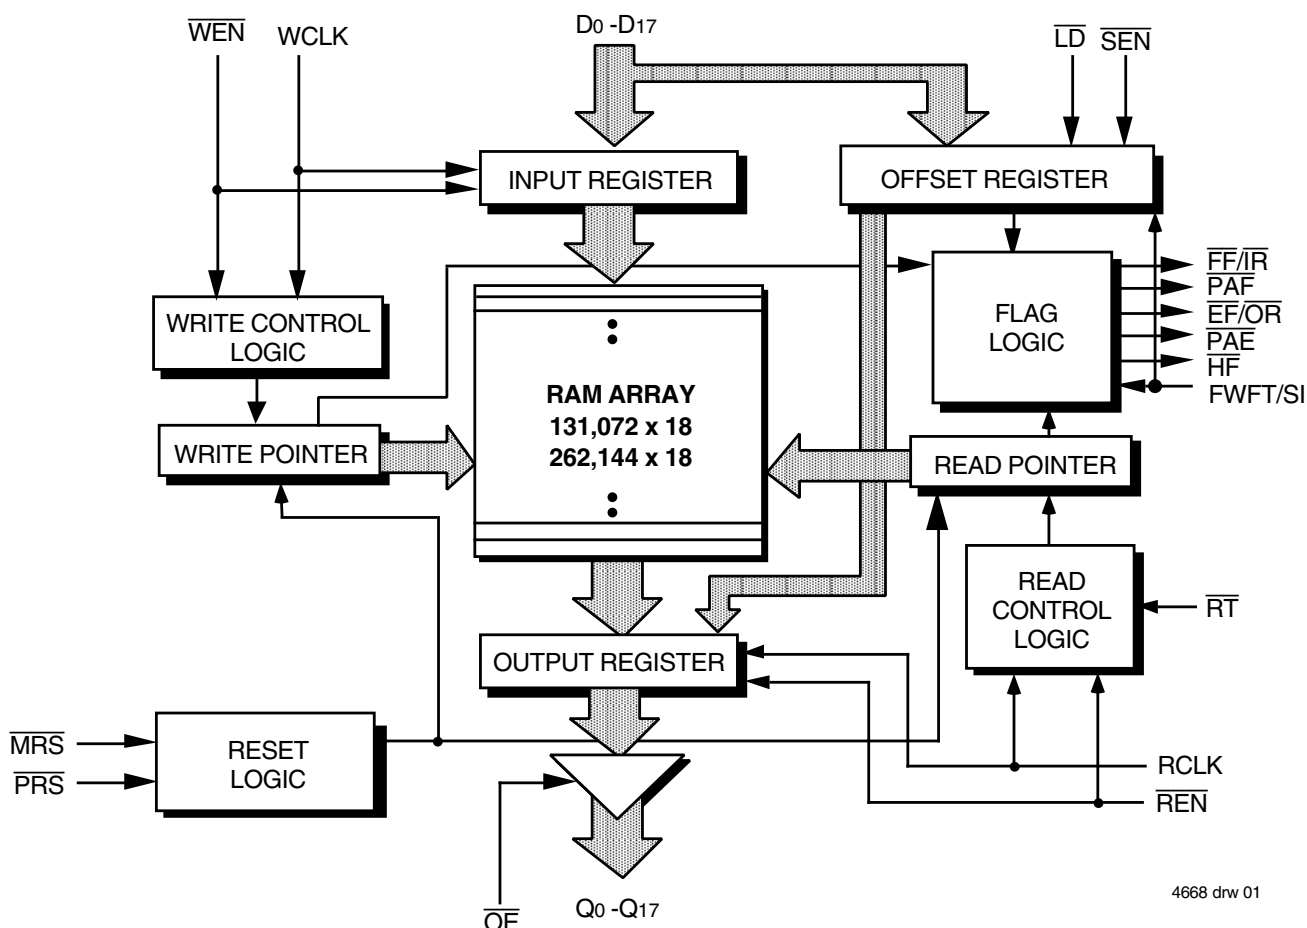 WEN
WCLK
D0 -D17
LD
SEN
INPUT REGISTER
OFFSET REGISTER
WRITE CONTROL
LOGIC
FLAG
LOGIC
FF/IR
PAF
EF/OR
PAE
HF
FWFT/SI
RAM ARRAY
131,072 x 18
262,144 x 18
WRITE POINTER
READ POINTER
READ
CONTROL
LOGIC
RT
OUTPUT REGISTER
MRS
PRS
RESET
LOGIC
RCLK
REN
OE
Q0 -Q17
4668 drw 01